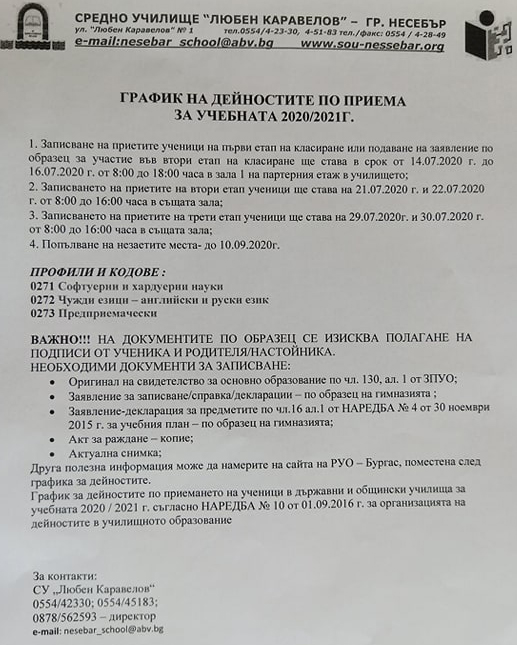 СРЕДНО УЧИЛИЩЕ "ЛЮБЕН КАРАВЕЛОВ" – ГР. НЕСЕБЪР
ул. "Любен Каравелов" № 1 тел.0554/4-23-30, 4-51-83 тел./факс: 0554 / 4-28-49
e-mail:nesebar_school@abv.bg www.sou-nessebar.org
ГРАФИК НА ДЕЙНОСТИТЕ ПО ПРИЕМА
ЗА УЧЕБНАТА 2020/2021Г.
1. Записване на приетите ученици на първи етап на класиране или подаване на заявление по
образец за участие във втори етап на класиране ще става в срок от 14.07.2020 г. до
16.07.2020 г. от 8:00 до 18:00 часа в зала 1 на партерния етаж в училището;
2. Записването на приетите на втори етап ученици ще става на 21.07.2020 г. и 22.07.2020
г. от 8:00 до 16:00 часа в същата зала;
3. Записването на приетите на трети етап ученици ще става на 29.07.2020г. и 30.07.2020 г.
от 8:00 до 16:00 часа в същата зала;
4. Попълване на незаетите места- до 10.09.2020г.
ПРОФИЛИ И КОДОВЕ :
0271 Софтуерни и хардуерни науки
0272 Чужди езици – английски и руски език
0273 Предприемачески
ВАЖНО!!! НА ДОКУМЕНТИТЕ ПО ОБРАЗЕЦ СЕ ИЗИСКВА ПОЛАГАНЕ НА
ПОДПИСИ ОТ УЧЕНИКА И РОДИТЕЛЯ/НАСТОЙНИКА.
НЕОБХОДИМИ ДОКУМЕНТИ ЗА ЗАПИСВАНЕ:
• Оригинал на свидетелство за основно образование по чл. 130, ал. 1 от ЗПУО;
• Заявление за записване/справка/декларации – по образец на гимназията ;
• Заявление-декларация за предметите по чл.16 ал.1 от НАРЕДБА № 4 от 30 ноември
2015 г. за учебния план – по образец на гимназията;
• Акт за раждане – копие;
• Актуална снимка;
Друга полезна информация може да намерите на сайта на РУО – Бургас, поместена след
графика за дейностите.
График за дейностите по приемането на ученици в държавни и общински училища за
учебната 2020 / 2021 г. съгласно НАРЕДБА № 10 от 01.09.2016 г. за организацията на
дейностите в училищното образование
За контакти:
СУ „Любен Каравелов“
0554/42330; 0554/45183;
0878/562593 – директор
e-mail: nesebar_school@abv.bg